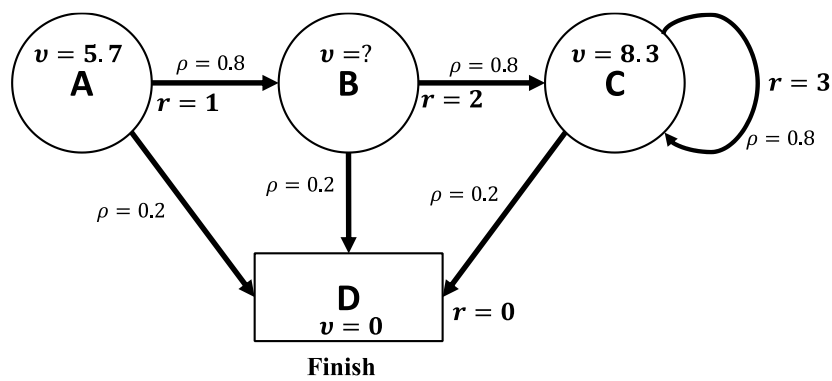 v = 5.7
A
ρ = 0.8
r = 1
v =?
B
ρ = 0.8
r = 2
v = 8.3
C
r = 3
ρ = 0.8
ρ = 0.2
ρ = 0.2
ρ = 0.2
D
v = 0
r = 0
Finish